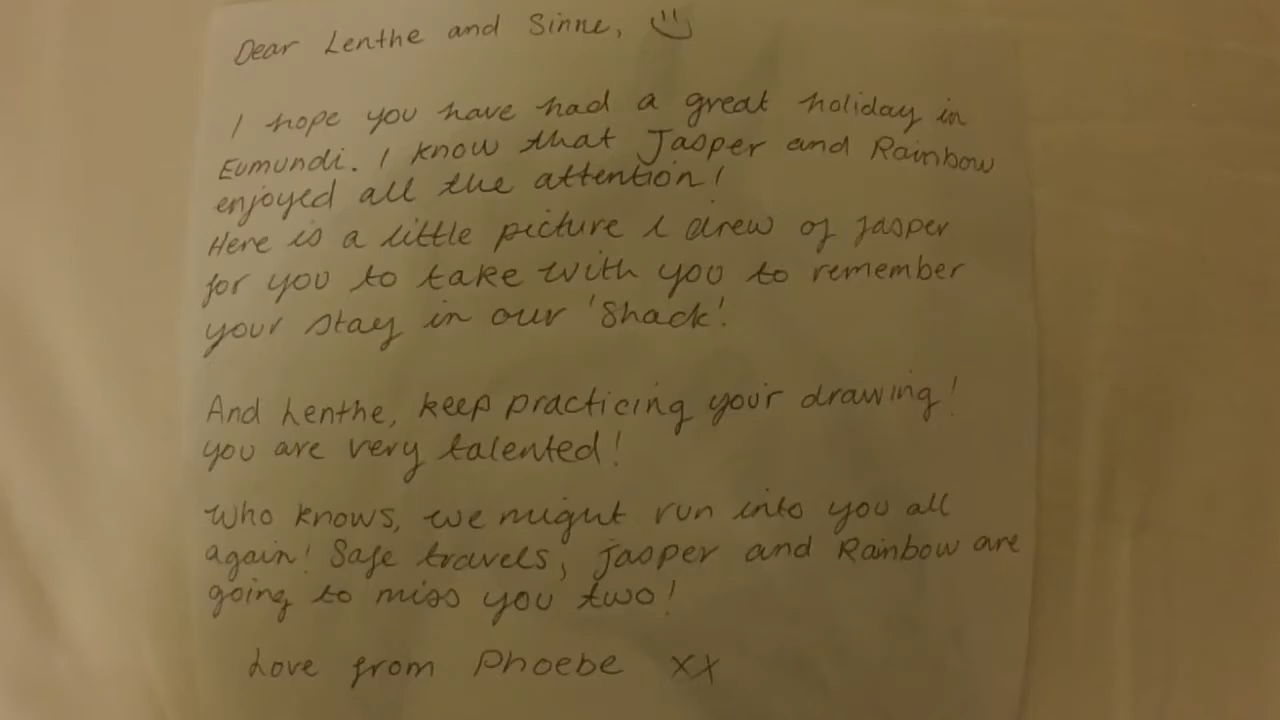 Dear Lenthe and Sinne,
I hope you have had a great holiday in
Eumundi. I know that Jasper and Rainbow
enjoyed all the attention!
Here is a little picture I drew of Jasper
for you to take with you to remember
your stay in our 'Shack'.
And Lenthe, keep practicing your drawing!
you are very talented!
Who knows, we might run into you all
again! Safe travels, Jasper and Rainbow are
going to miss you two!
Love from Phoebe xx